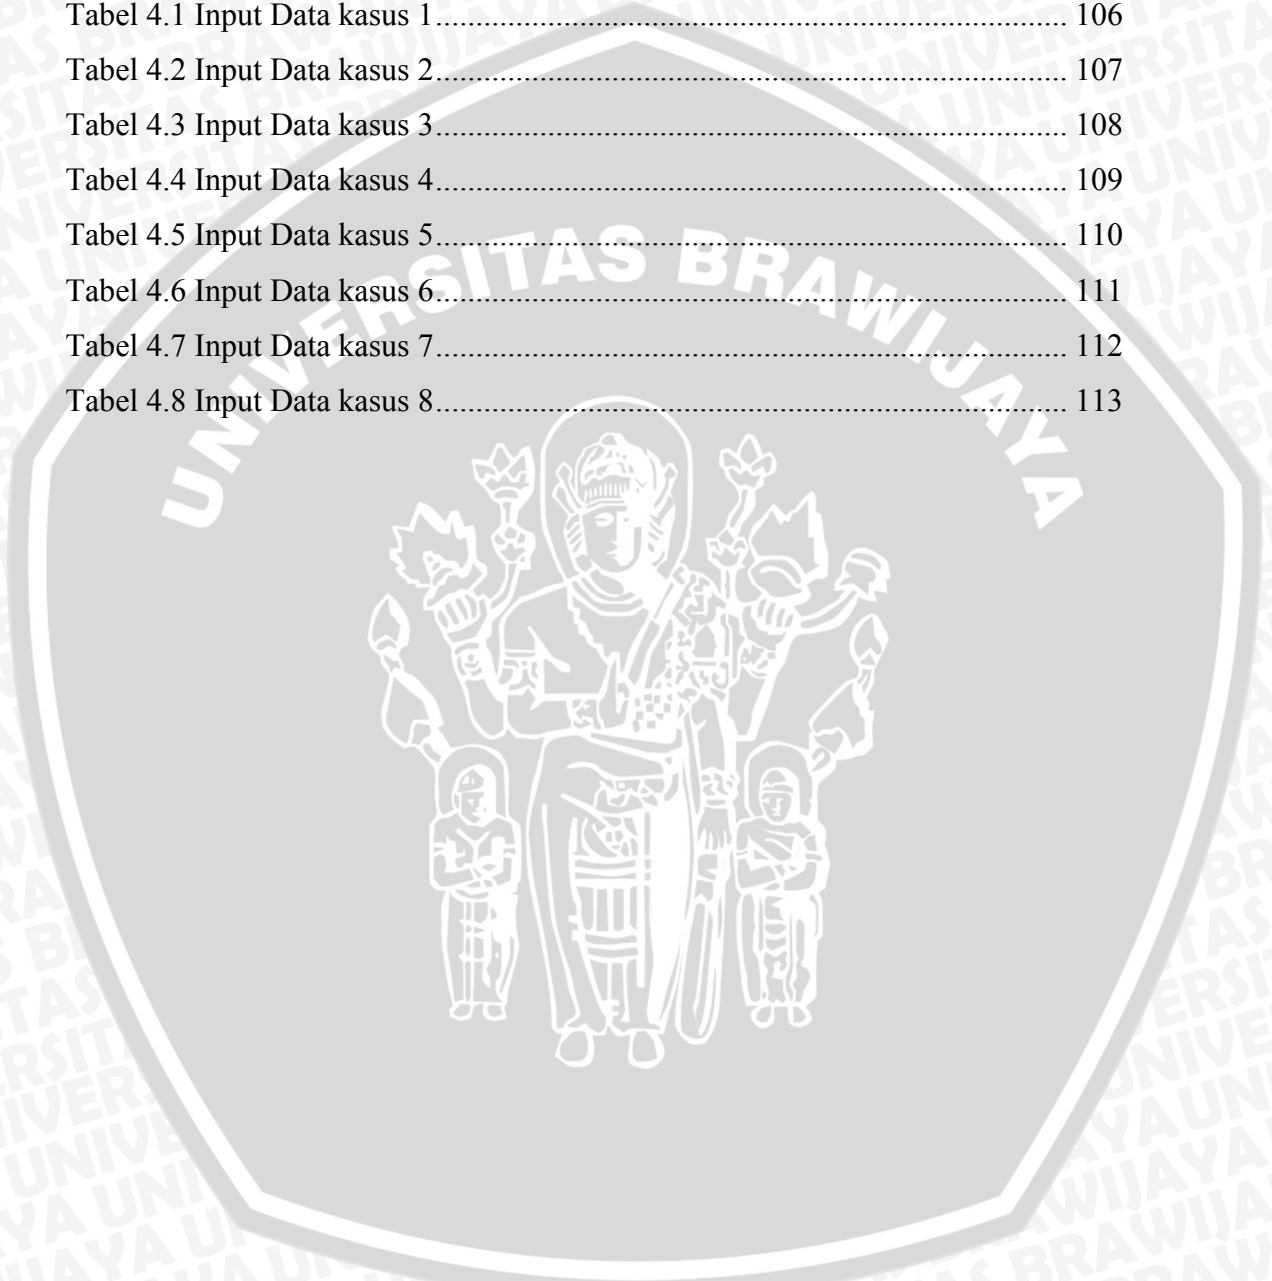 Tabel 4.1 Input Data kasus 1................................................................................. 106
Tabel 4.2 Input Data kasus 2................................................................................. 107
Tabel 4.3 Input Data kasus 3................................................................................. 108
Tabel 4.4 Input Data kasus 4................................................................................. 109
Tabel 4.5 Input Data kasus 5................................................................................. 110
Tabel 4.6 Input Data kasus 6................................................................................. 111
Tabel 4.7 Input Data kasus 7................................................................................. 112
Tabel 4.8 Input Data kasus 8................................................................................. 113
UNIVERSITAS BRAWIJAYA